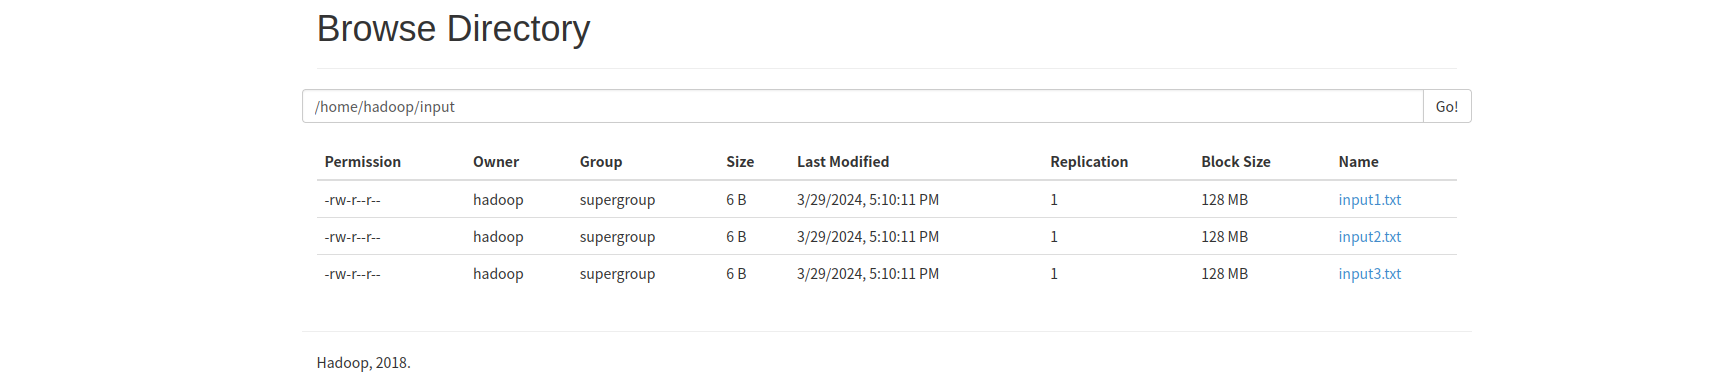 Browse Directory
/home/hadoop/input Go!
Permission Owner Group Size Last Modified Replication Block Size Name
-rw-r--r-- hadoop supergroup 6 B 3/29/2024, 5:10:11 PM 1 128 MB input1.txt
-rw-r--r-- hadoop supergroup 6 B 3/29/2024, 5:10:11 PM 1 128 MB input2.txt
-rw-r--r-- hadoop supergroup 6 B 3/29/2024, 5:10:11 PM 1 128 MB input3.txt
Hadoop, 2018.